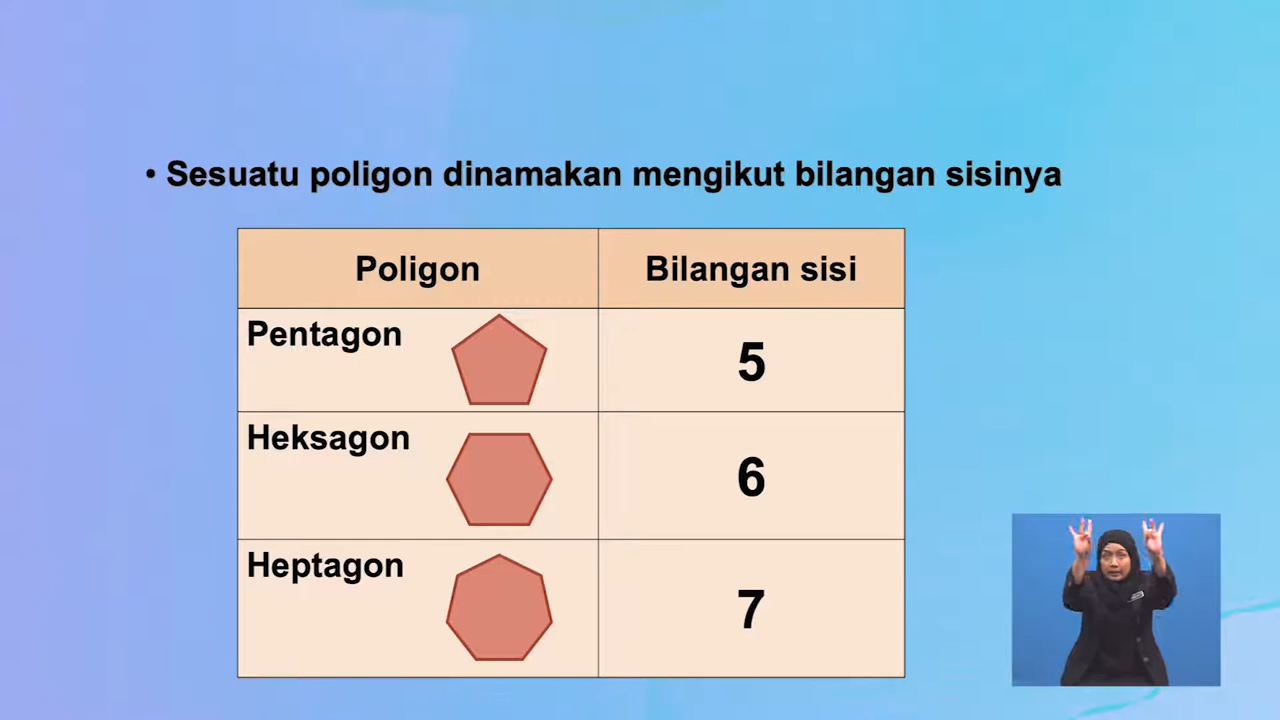 • Sesuatu poligon dinamakan mengikut bilangan sisinya
Poligon Bilangan sisi
Pentagon 5
Heksagon 6
Heptagon 7